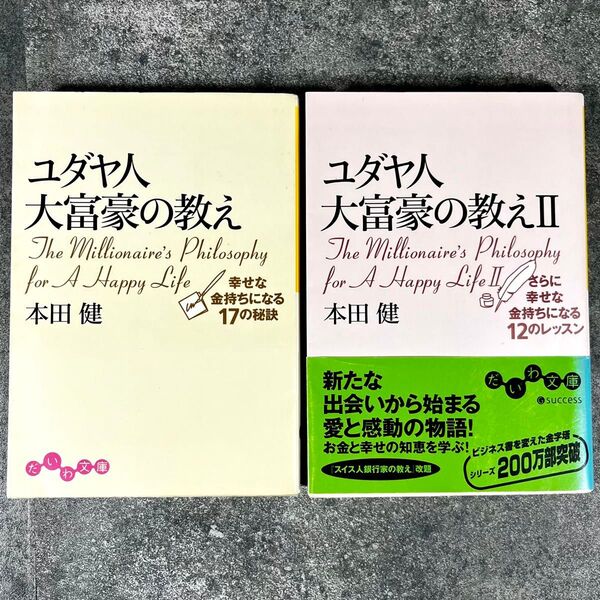 ユダヤ人
大富豪の教え
The Millionaire's Philosophy
for A Happy Life
幸せな
金持ちになる
17の秘訣
本田 健
だいわ文庫
ユダヤ人
大富豪の教えⅡ
The Millionaire's Philosophy
for A Happy Life Ⅱ
さらに
幸せな
金持ちになる
12のレッスン
本田 健
新たな
出会いから始まる
愛と感動の物語!
お金と幸せの知恵を学ぶ!
『スイス人銀行家の教え』改題
だいわ文庫
G success
ビジネス書を変えた金字塔
シリーズ 200万部突破